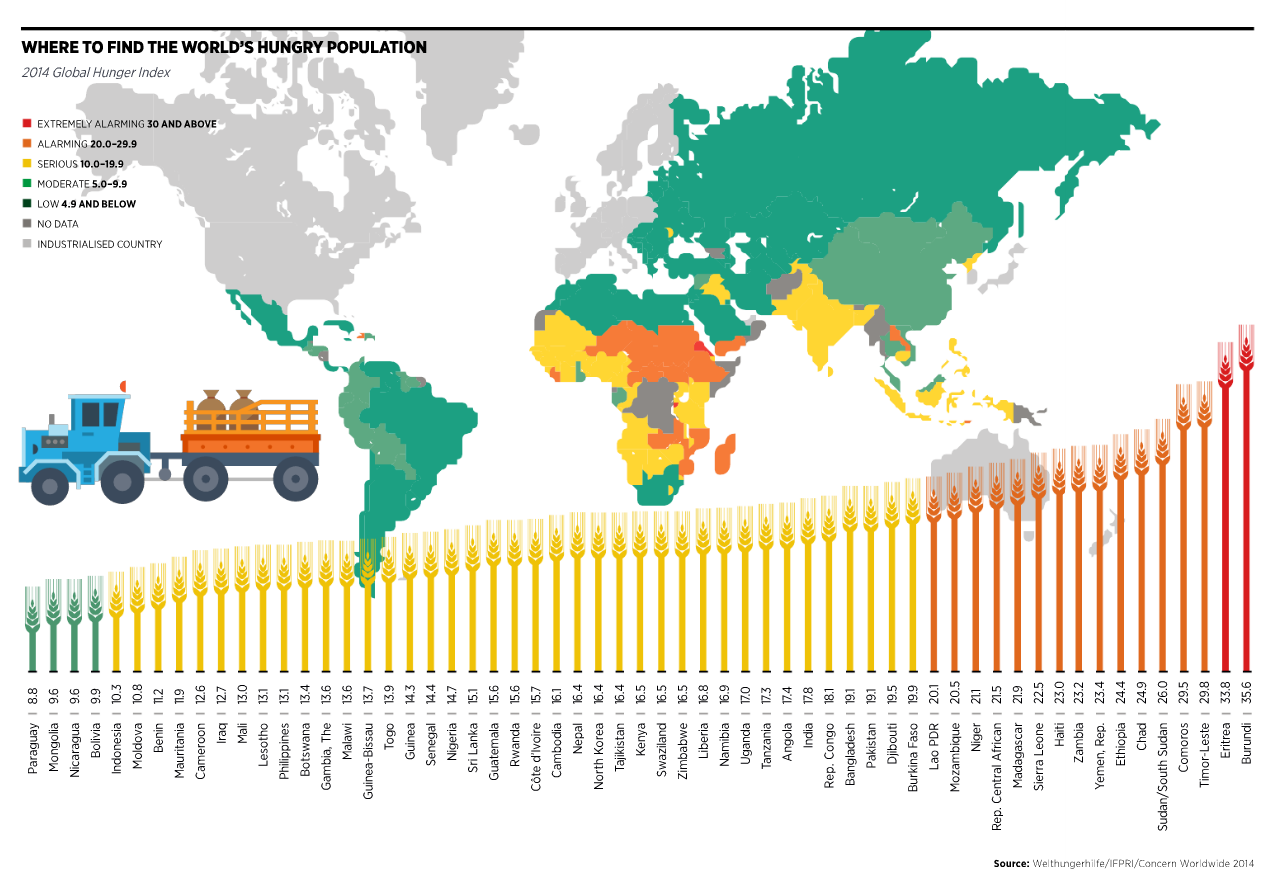 WHERE TO FIND THE WORLD'S HUNGRY POPULATION
2014 Global Hunger Index
EXTREMELY ALARMING 30 AND ABOVE
ALARMING 20.0–29.9
SERIOUS 10.0–19.9
MODERATE 5.0–9.9
LOW 4.9 AND BELOW
NO DATA
INDUSTRIALISED COUNTRY
Paraguay | 8.8
Mongolia | 9.6
Nicaragua | 9.6
Bolivia | 9.9
Indonesia | 10.3
Moldova | 10.8
Benin | 11.2
Mauritania | 11.9
Cameroon | 12.6
Iraq | 12.7
Mali | 13.0
Lesotho | 13.1
Philippines | 13.1
Botswana | 13.4
Gambia, The | 13.6
Malawi | 13.6
Guinea-Bissau | 13.7
Togo | 13.9
Guinea | 14.3
Senegal | 14.4
Nigeria | 14.7
Sri Lanka | 15.1
Guatemala | 15.6
Rwanda | 15.6
Côte d'Ivoire | 15.7
Cambodia | 16.1
Nepal | 16.4
North Korea | 16.4
Tajikistan | 16.4
Kenya | 16.5
Swaziland | 16.5
Zimbabwe | 16.5
Liberia | 16.8
Namibia | 16.9
Uganda | 17.0
Tanzania | 17.3
Angola | 17.4
India | 17.8
Rep. Congo | 18.1
Bangladesh | 19.1
Pakistan | 19.1
Djibouti | 19.5
Burkina Faso | 19.9
Lao PDR | 20.1
Mozambique | 20.5
Niger | 21.1
Rep. Central African | 21.5
Madagascar | 21.9
Sierra Leone | 22.5
Haiti | 23.0
Zambia | 23.2
Yemen, Rep. | 23.4
Ethiopia | 24.4
Chad | 24.9
Sudan/South Sudan | 26.0
Comoros | 29.5
Timor-Leste | 29.8
Eritrea | 33.8
Burundi | 35.6
Source: Welthungerhilfe/IFPRI/Concern Worldwide 2014